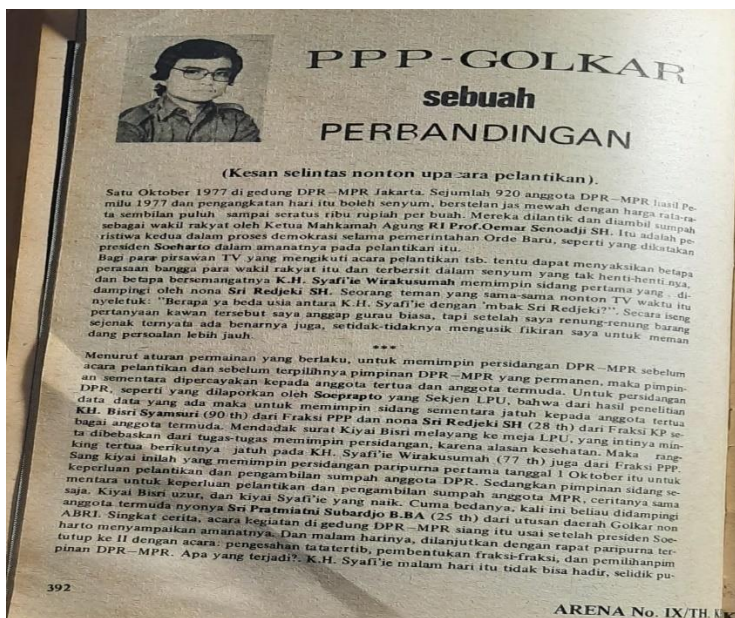 PPP-GOLKAR
sebuah
PERBANDINGAN
(Kesan selintas nonton upacara pelantikan).
Satu Oktober 1977 di gedung DPR-MPR Jakarta. Sejumlah 920 anggota DPR-MPR hasil Pe-
milu 1977 dan pengangkatan hari itu boleh senyum, berstelan jas mewah dengan harga rata-ra-
ta sembilan puluh sampai seratus ribu rupiah per buah. Mereka dilantik dan diambil sumpah
sebagai wakil rakyat oleh Ketua Mahkamah Agung RI Prof.Oemar Senoadji SH. Itu adalah pe-
ristiwa kedua dalam proses demokrasi selama pemerintahan Orde Baru, seperti yang dikatakan
presiden Soeharto dalam amanatnya pada pelantikan itu.
Bagi para pirsawan TV yang mengikuti acara pelantikan tsb. tentu dapat menyaksikan betapa
perasaan bangga para wakil rakyat itu dan terbersit dalam senyum yang tak henti-henti.nya,
dan betapa bersemangatnya K.H. Syafi'ie Wirakusumah memimpin sidang pertama yang , di-
dampingi oleh nona Sri Redjeki SH. Seorang teman yang sama-sama nonton TV waktu itu
nyeletuk: "Berapa ya beda usia antara K.H. Syafi'ie dengan 'mbak Sri Redjeki?". Secara iseng
pertanyaan kawan tersebut saya anggap gurau biasa, tapi setelah saya renung-renung barang
sejenak ternyata ada benarnya juga, setidak-tidaknya mengusik fikiran saya untuk meman
dang persoalan lebih jauh.
***
Menurut aturan permainan yang berlaku, untuk memimpin persidangan DPR-MPR sebelum
acara pelantikan dan sebelum terpilihnya pimpinan DPR-MPR yang permanen, maka pimpin-
an sementara dipercayakan kepada anggota tertua dan anggota termuda. Untuk persidangan
DPR, seperti yang dilaporkan oleh Soeprapto yang Sekjen LPU, bahwa dari hasil penelitian
data data yang ada maka untuk memimpin sidang sementara jatuh kepada anggota tertua
KH. Bisri Syamsuri (90 th) dari Fraksi PPP dan nona Sri Redjeki SH (28 th) dari Fraksi KP se-
bagai anggota termuda. Mendadak surat Kiyai Bisri melayang ke meja LPU, yang intinya min-
ta dibebaskan dari tugas-tugas memimpin persidangan, karena alasan kesehatan. Maka rang-
king tertua berikutnya jatuh pada KH. Syafi'ie Wirakusumah (77 th) juga dari Fraksi PPP.
Sang kiyai inilah yang memimpin persidangan paripurna pertama tanggal 1 Oktober itu untuk
keperluan pelantikan dan pengambilan sumpah anggota DPR. Sedangkan pimpinan sidang se-
mentara untuk keperluan pelantikan dan pengambilan sumpah anggota MPR, ceritanya sama
saja. Kiyai Bisri uzur, dan kiyai Syafi'ie yang naik. Cuma bedanya, kali ini beliau didampingi
anggota termuda nyonya Sri Pratmiatni Subardjo B.BA (25 th) dari utusan daerah Golkar non
ABRI. Singkat cerita, acara kegiatan di gedung DPR-MPR siang itu usai setelah presiden Soe-
harto menyampaikan amanatnya. Dan malam harinya, dilanjutkan dengan rapat paripurna ter-
tutup ke II dengan acara: pengesahan tatatertib, pembentukan fraksi-fraksi, dan pemilihanpim
pinan DPR-MPR. Apa yang terjadi?. K.H. Syafi'ie malam hari itu tidak bisa hadir, selidik pu-
392
ARENA No. IX/TH.